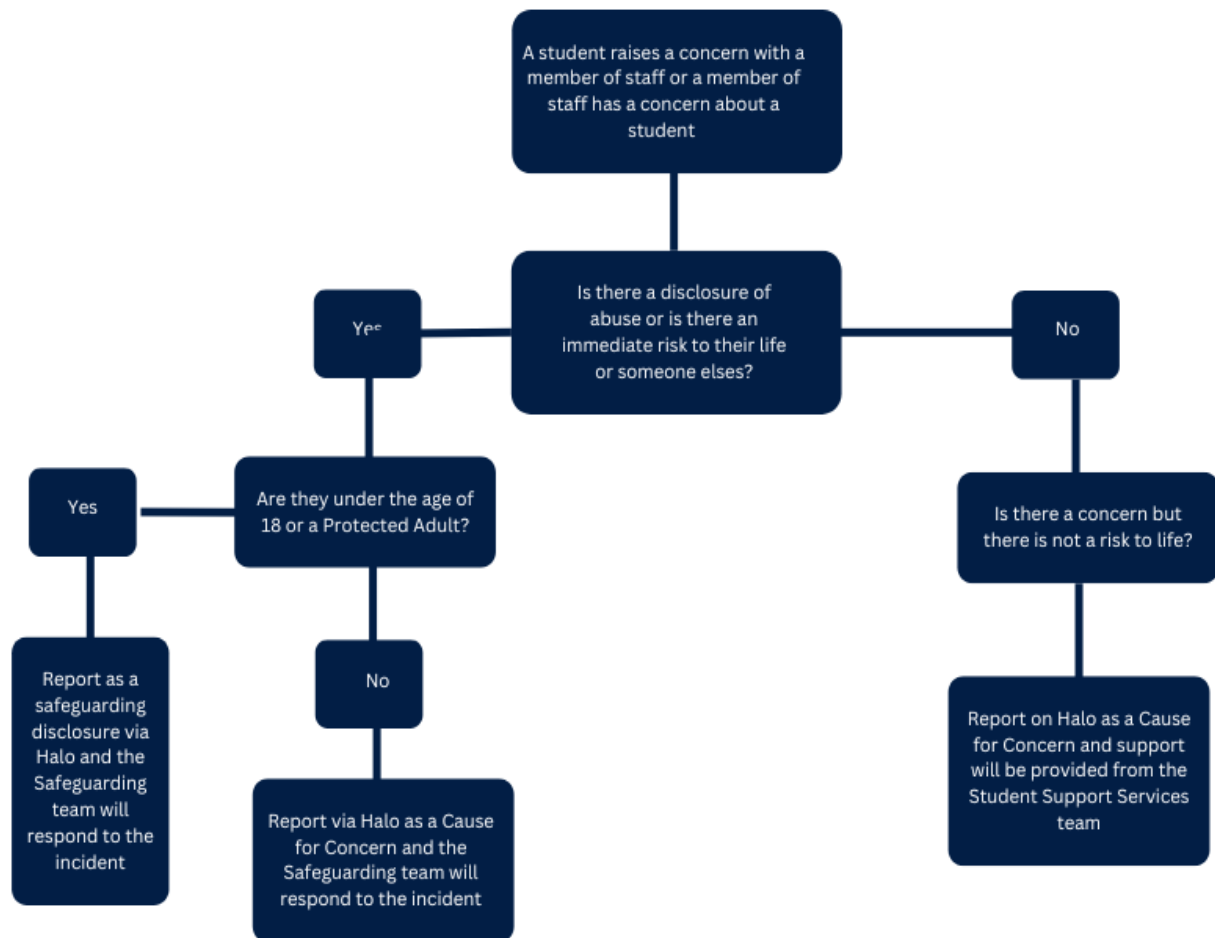 A student raises a concern with a
member of staff or a member of
staff has a concern about a
student
Is there a disclosure of
abuse or is there an
immediate risk to their life
or someone elses?
Yes
No
Are they under the age of
18 or a Protected Adult?
Yes
Is there a concern but
there is not a risk to life?
Report as a
safeguarding
disclosure via
Halo and the
Safeguarding
team will
respond to the
incident
No
Report via Halo as a Cause
for Concern and the
Safeguarding team will
respond to the incident
Report on Halo as a Cause
for Concern and support
will be provided from the
Student Support Services
team